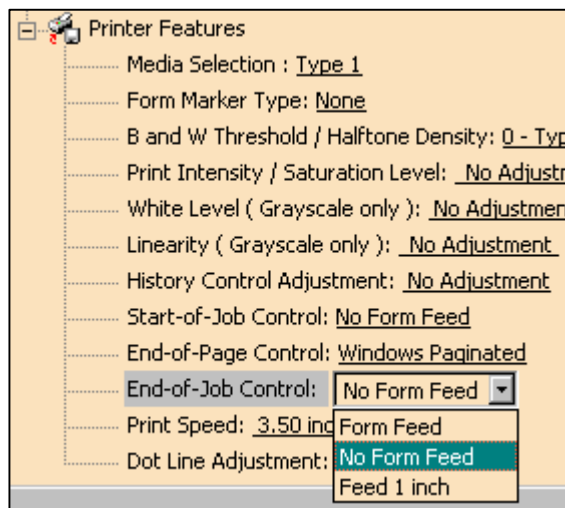 Printer Features
Media Selection : Type 1
Form Marker Type: None
B and W Threshold / Halftone Density: 0 - Typ
Print Intensity / Saturation Level: No Adjustr
White Level ( Grayscale only ): No Adjustmen
Linearity ( Grayscale only ): No Adjustment
History Control Adjustment: No Adjustment
Start-of-Job Control: No Form Feed
End-of-Page Control: Windows Paginated
End-of-Job Control: No Form Feed
Print Speed: 3.50 inc Form Feed
No Form Feed
Dot Line Adjustment:
Feed 1 inch